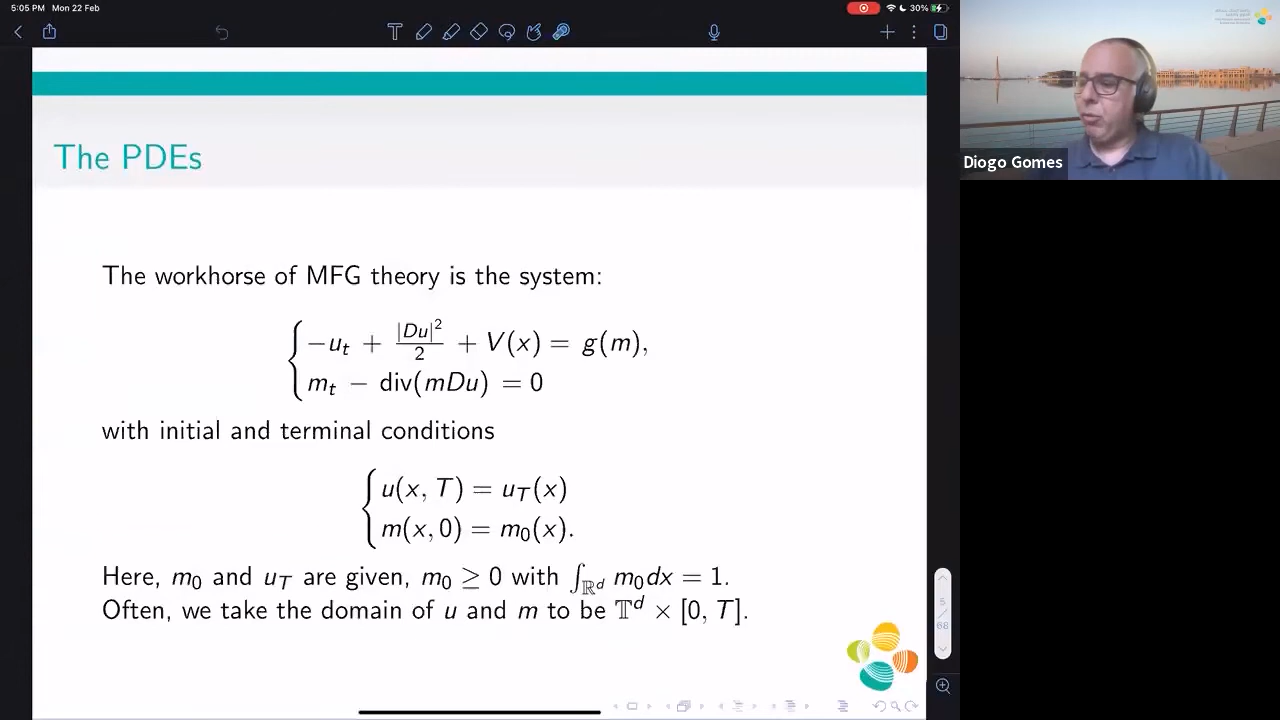 5:05 PM Mon 22 Feb
30%
The PDEs
The workhorse of MFG theory is the system:
−u_t + |Du|²/2 + V(x) = g(m),
m_t − div(mDu) = 0
with initial and terminal conditions
u(x, T) = u_T(x)
m(x, 0) = m_0(x).
Here, m_0 and u_T are given, m_0 ≥ 0 with ∫_{ℝ^d} m_0 dx = 1.
Often, we take the domain of u and m to be 𝕋^d × [0, T].
5
/
68
Diogo Gomes